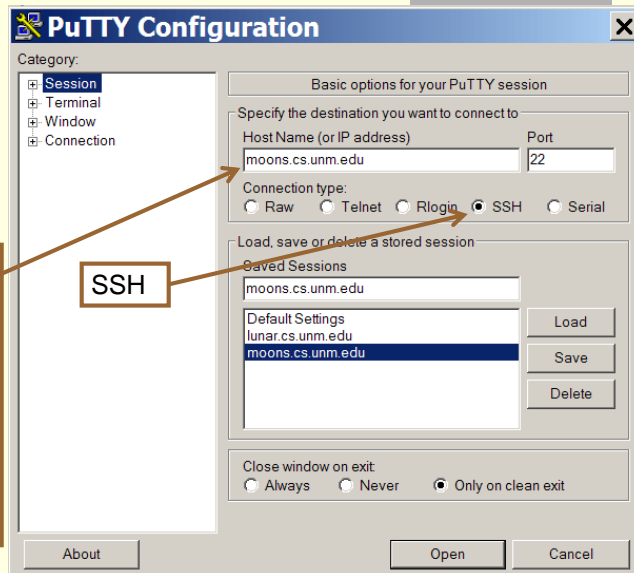 PuTTY Configuration
Category:
Session
Terminal
Window
Connection
Basic options for your PuTTY session
Specify the destination you want to connect to
Host Name (or IP address) Port
moons.cs.unm.edu 22
Connection type:
Raw Telnet Rlogin SSH Serial
Load, save or delete a stored session
Saved Sessions
SSH
moons.cs.unm.edu
Default Settings
lunar.cs.unm.edu
moons.cs.unm.edu
Load
Save
Delete
Close window on exit:
Always Never Only on clean exit
About Open Cancel